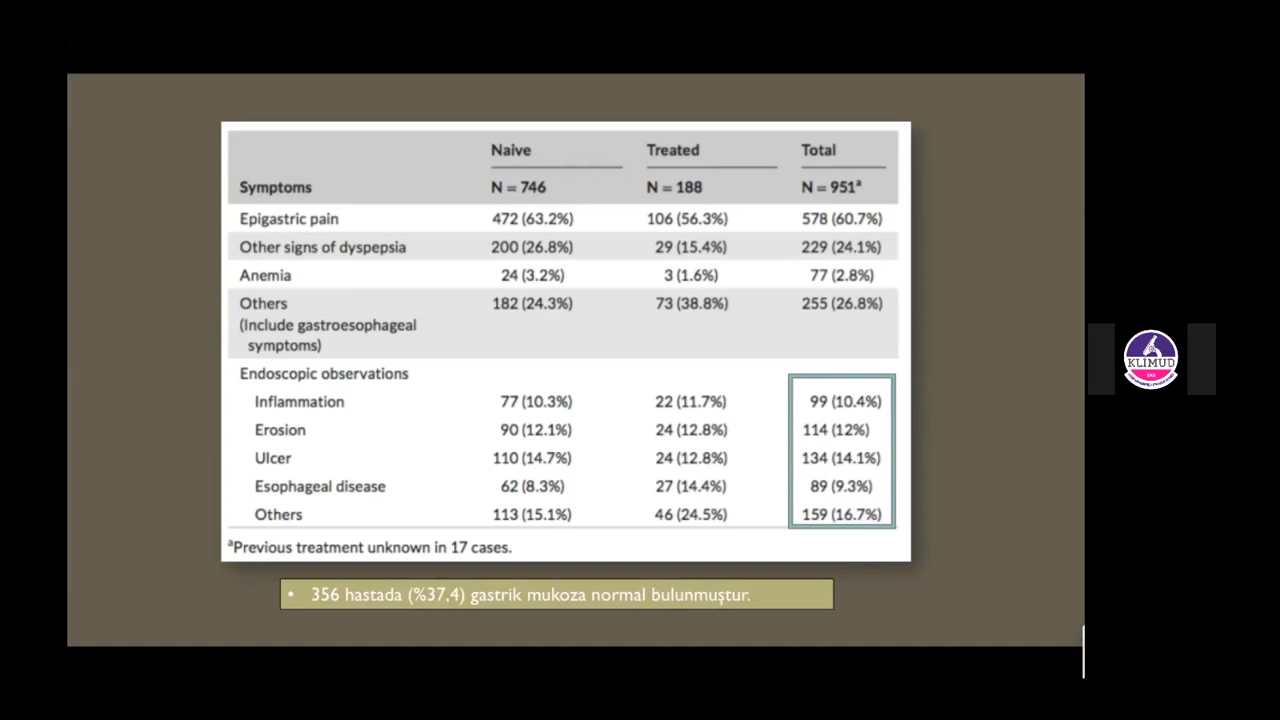 Naive Treated Total
Symptoms N = 746 N = 188 N = 951ᵃ
Epigastric pain 472 (63.2%) 106 (56.3%) 578 (60.7%)
Other signs of dyspepsia 200 (26.8%) 29 (15.4%) 229 (24.1%)
Anemia 24 (3.2%) 3 (1.6%) 77 (2.8%)
Others 182 (24.3%) 73 (38.8%) 255 (26.8%)
(Include gastroesophageal
symptoms)
Endoscopic observations
Inflammation 77 (10.3%) 22 (11.7%) 99 (10.4%)
Erosion 90 (12.1%) 24 (12.8%) 114 (12%)
Ulcer 110 (14.7%) 24 (12.8%) 134 (14.1%)
Esophageal disease 62 (8.3%) 27 (14.4%) 89 (9.3%)
Others 113 (15.1%) 46 (24.5%) 159 (16.7%)
ᵃPrevious treatment unknown in 17 cases.
• 356 hastada (%37,4) gastrik mukoza normal bulunmuştur.
KLIMUD